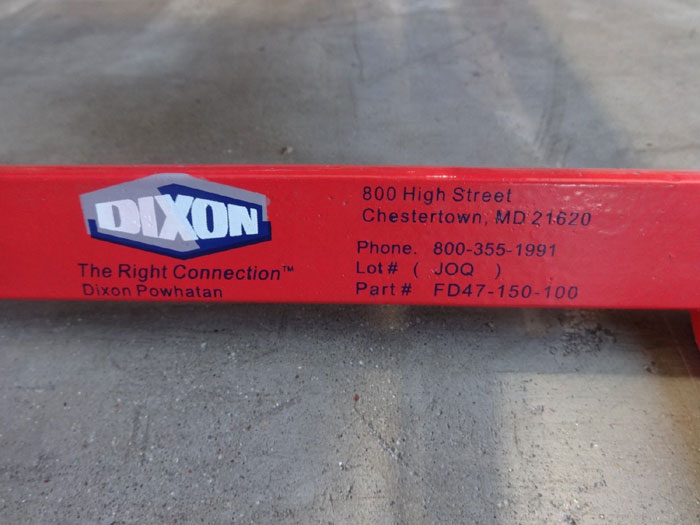 DIXON
The Right Connection™
Dixon Powhatan
800 High Street
Chestertown, MD 21620
Phone. 800-355-1991
Lot # ( JOQ )
Part # FD47-150-100